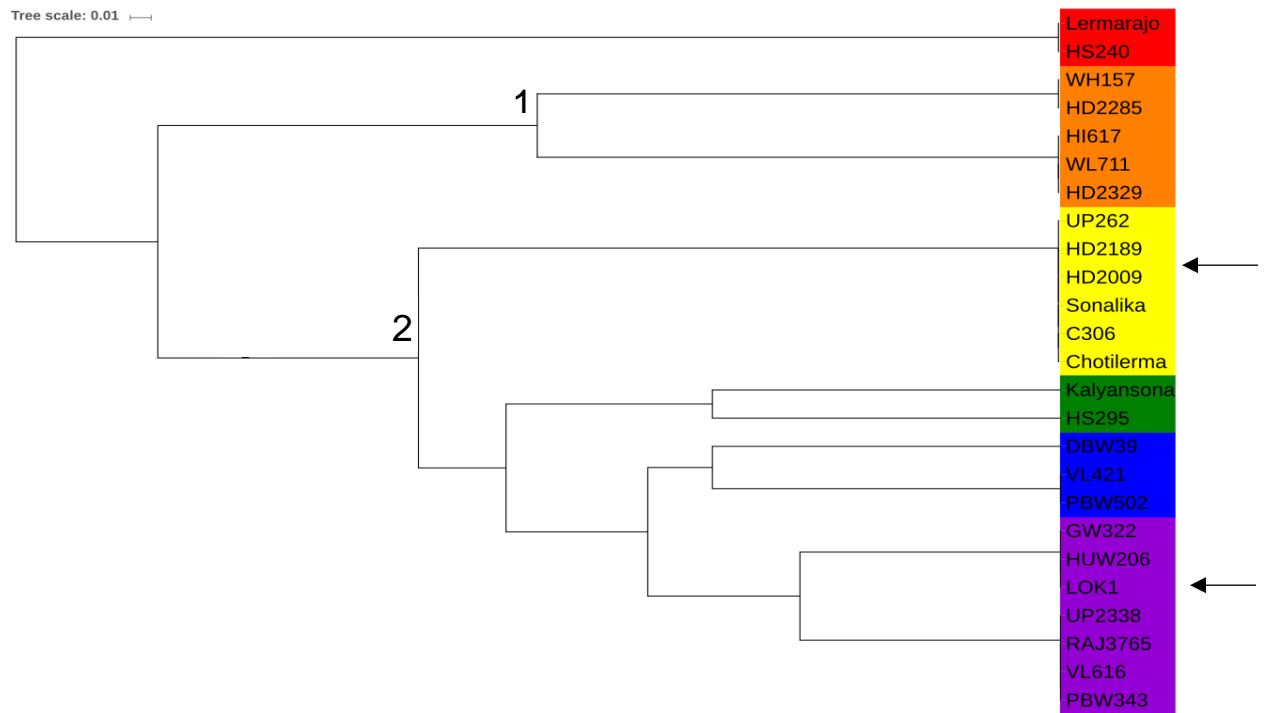 Tree scale: 0.01
Lermarajo
HS240
WH157
1
HD2285
HI617
WL711
HD2329
UP262
HD2189
HD2009
Sonalika
2
C306
Chotilerma
Kalyansona
HS295
DBW39
VL421
PBW502
GW322
HUW206
LOK1
UP2338
RAJ3765
VL616
PBW343